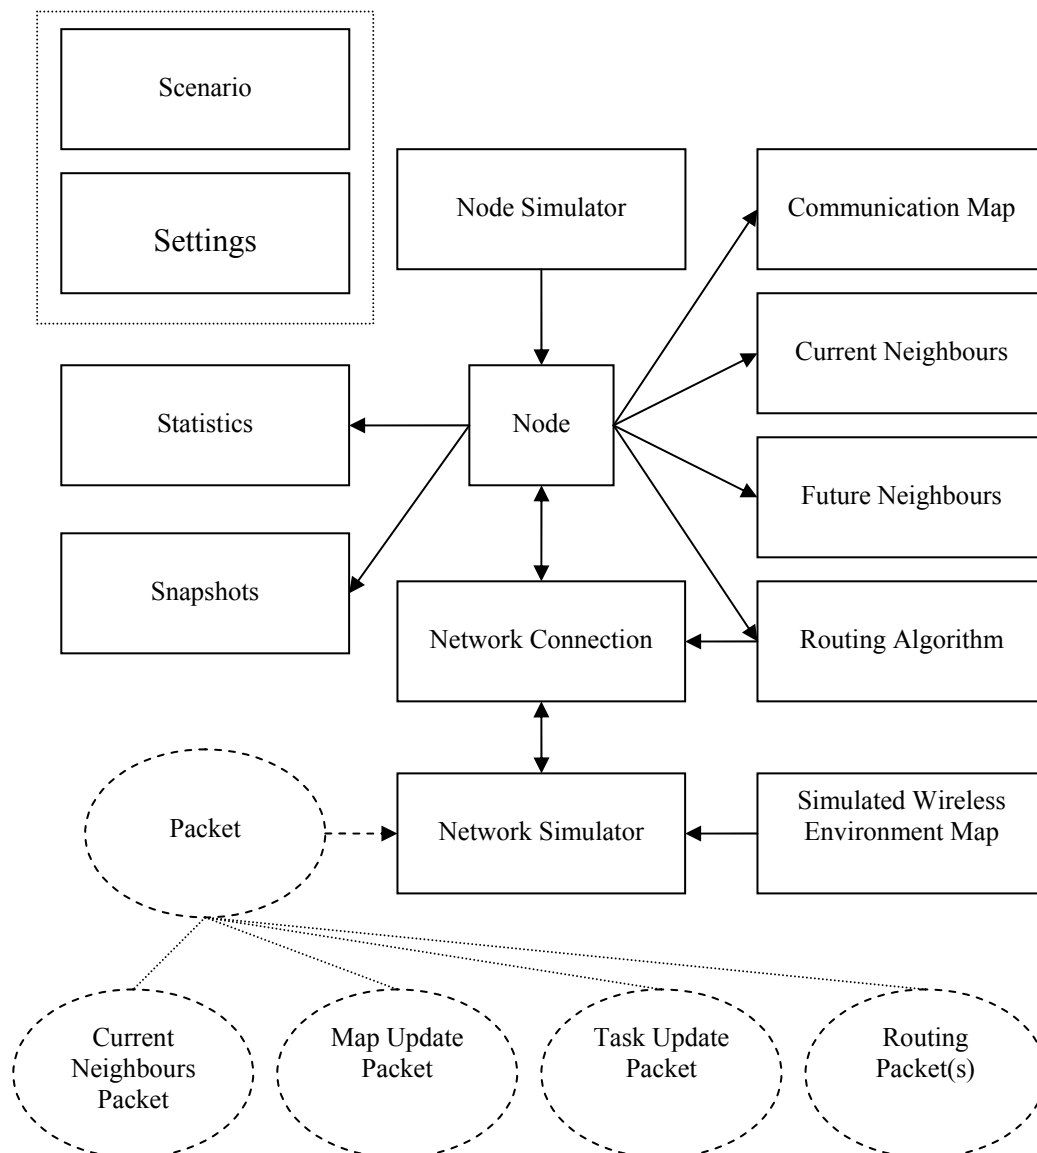 Scenario
Settings
Node Simulator
Communication Map
Current Neighbours
Statistics
Node
Future Neighbours
Snapshots
Network Connection
Routing Algorithm
Packet
Network Simulator
Simulated Wireless
Environment Map
Current
Neighbours
Packet
Map Update
Packet
Task Update
Packet
Routing
Packet(s)